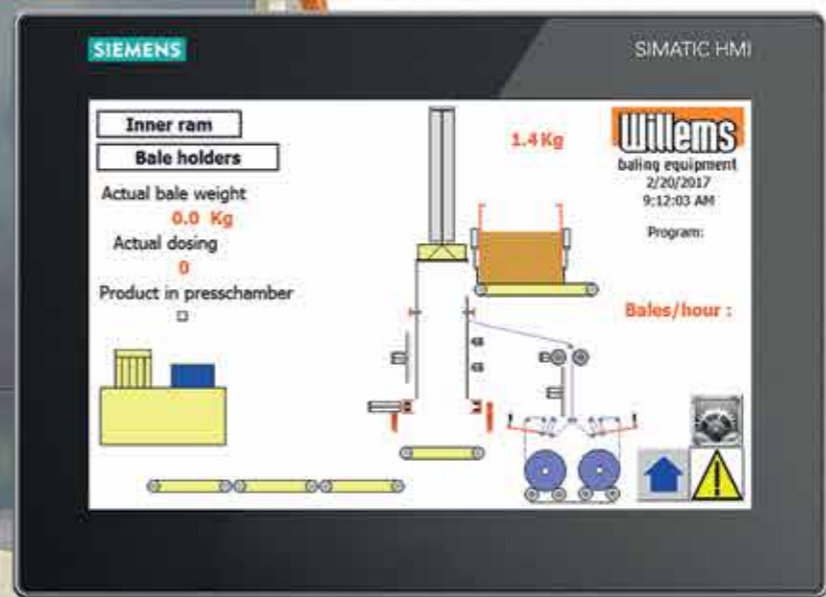 SIEMENS
SIMATIC HMI
Inner ram
Bale holders
Actual bale weight
0.0 Kg
Actual dosing
0
Product in presschamber
1.4 Kg
Willems
baling equipment
2/20/2017
9:12:03 AM
Program:
Bales/hour :